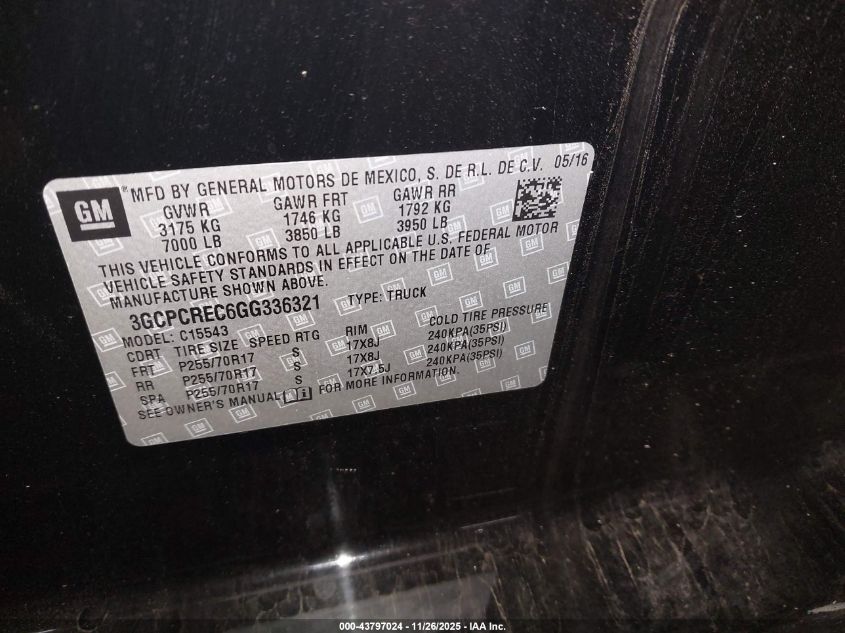 GM
® MFD BY GENERAL MOTORS DE MEXICO, S. DE R.L. DE C.V. 05/16
GVWR GAWR FRT GAWR RR
3175 KG 1746 KG 1792 KG
7000 LB 3850 LB 3950 LB
THIS VEHICLE CONFORMS TO ALL APPLICABLE U.S. FEDERAL MOTOR
VEHICLE SAFETY STANDARDS IN EFFECT ON THE DATE OF
MANUFACTURE SHOWN ABOVE.
3GCPCREC6GG336321 TYPE: TRUCK
MODEL: C15543
CDRT TIRE SIZE SPEED RTG RIM COLD TIRE PRESSURE
FRT P255/70R17 S 17X8J 240KPA(35PSI)
RR P255/70R17 S 17X8J 240KPA(35PSI)
SPA P255/70R17 S 17X7.5J 240KPA(35PSI)
SEE OWNER'S MANUAL FOR MORE INFORMATION.
000-43797024 - 11/26/2025 - IAA Inc.